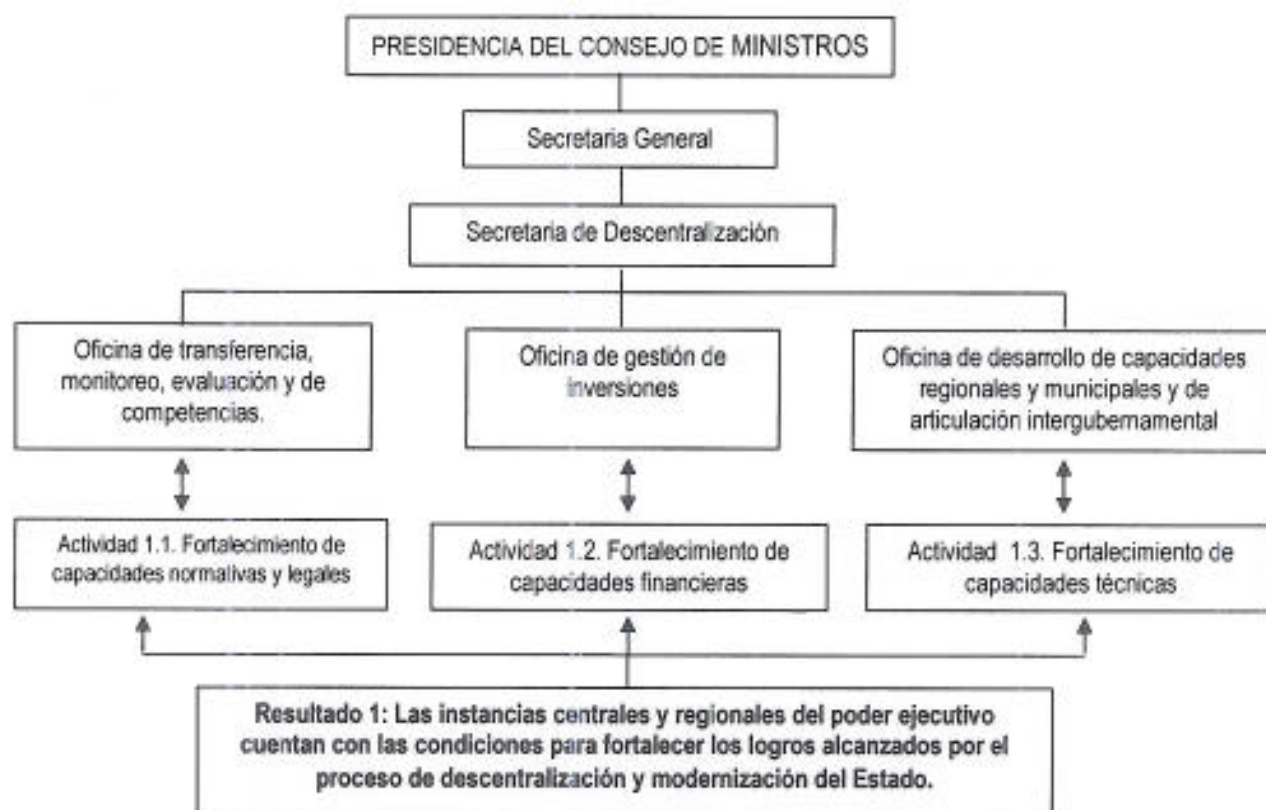 PRESIDENCIA DEL CONSEJO DE MINISTROS
Secretaria General
Secretaria de Descentralización
Oficina de transferencia,
monitoreo, evaluación y de
competencias.
Oficina de gestión de
inversiones
Oficina de desarrollo de capacidades
regionales y municipales y de
articulación intergubernamental
Actividad 1.1. Fortalecimiento de
capacidades normativas y legales
Actividad 1.2. Fortalecimiento de
capacidades financieras
Actividad 1.3. Fortalecimiento de
capacidades técnicas
Resultado 1: Las instancias centrales y regionales del poder ejecutivo
cuentan con las condiciones para fortalecer los logros alcanzados por el
proceso de descentralización y modernización del Estado.